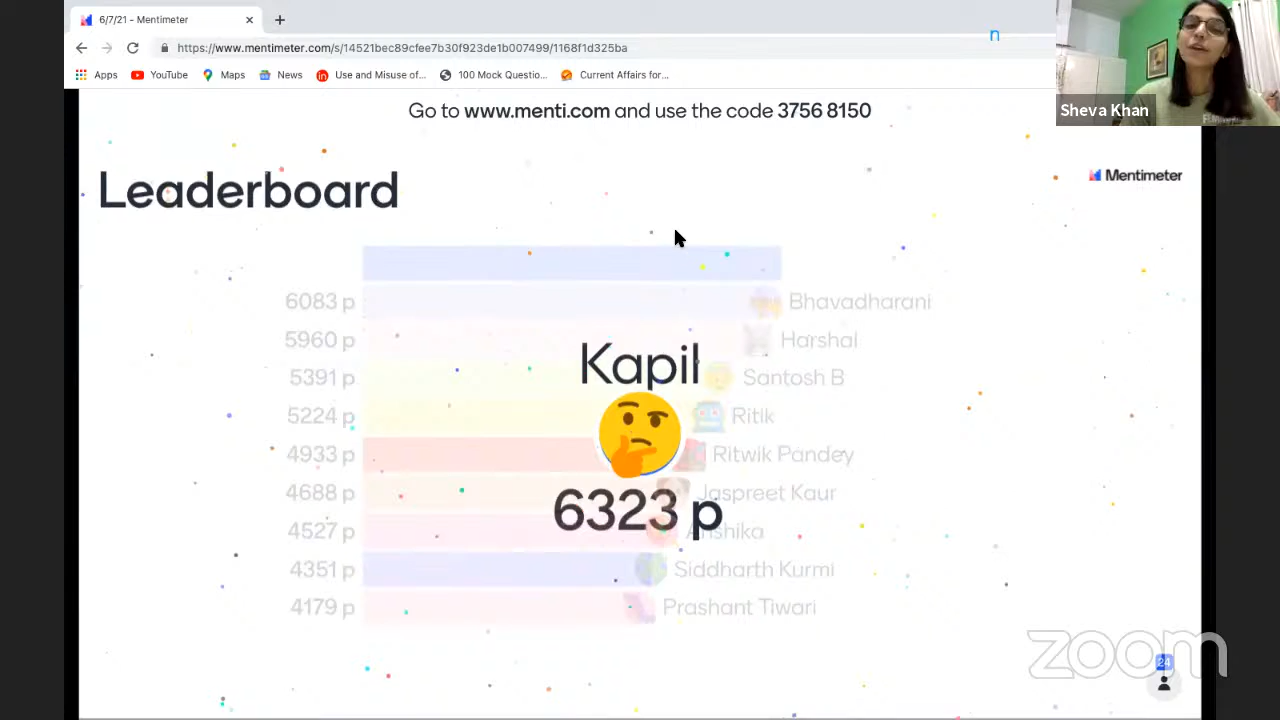 6/7/21 - Mentimeter
https://www.mentimeter.com/s/14521bec89cfee7b30f923de1b007499/1168f1d325ba
n
Apps YouTube Maps News Use and Misuse of... 100 Mock Questio... Current Affairs for...
Sheva Khan
Go to www.menti.com and use the code 3756 8150
Leaderboard
Mentimeter
6083 p Bhavadharani
5960 p Harshal
Kapil
5391 p Santosh B
5224 p Ritik
4933 p Ritwik Pandey
4688 p Jaspreet Kaur
6323 p
4527 p Anshika
4351 p Siddharth Kurmi
4179 p Prashant Tiwari
zoom
24